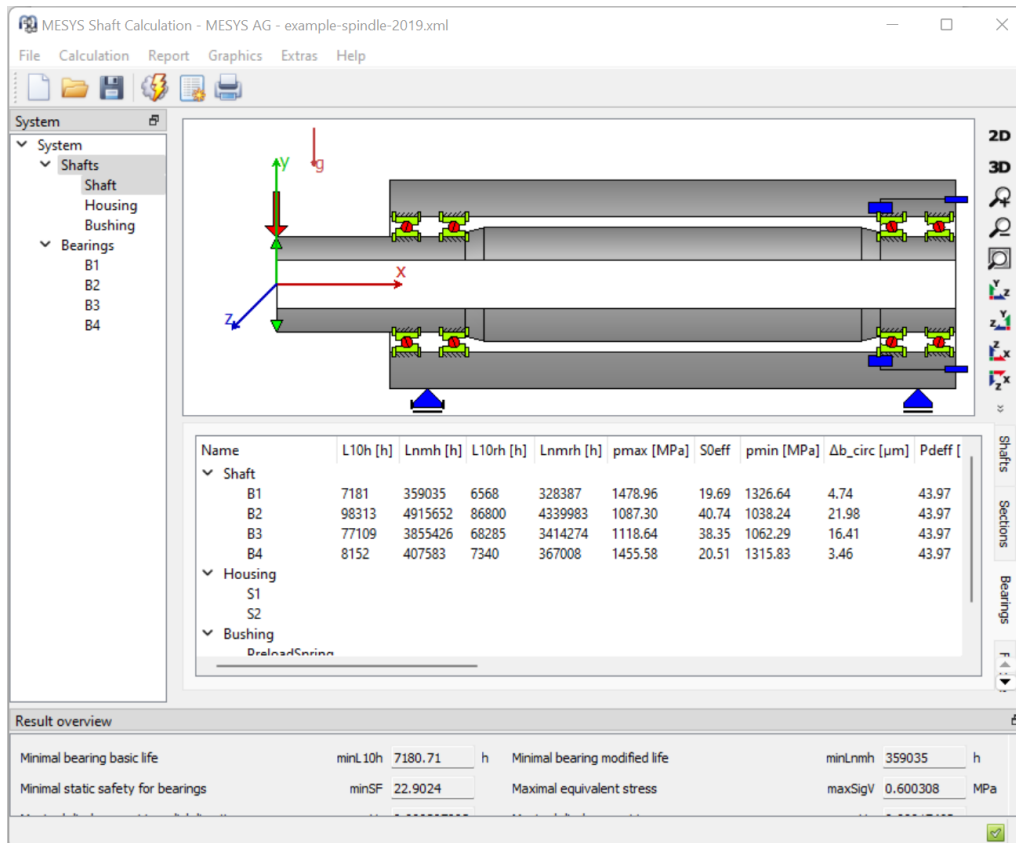 MESYS Shaft Calculation - MESYS AG - example-spindle-2019.xml
File Calculation Report Graphics Extras Help
System
System
Shafts
Shaft
Housing
Bushing
Bearings
B1
B2
B3
B4
y
g
x
z
2D
3D
Y z
z Y
z x
z x
Name L10h [h] Lnmh [h] L10rh [h] Lnmrh [h] pmax [MPa] S0eff pmin [MPa] Δb_circ [µm] Pdeff [
Shaft
B1 7181 359035 6568 328387 1478.96 19.69 1326.64 4.74 43.97
B2 98313 4915652 86800 4339983 1087.30 40.74 1038.24 21.98 43.97
B3 77109 3855426 68285 3414274 1118.64 38.35 1062.29 16.41 43.97
B4 8152 407583 7340 367008 1455.58 20.51 1315.83 3.46 43.97
Housing
S1
S2
Bushing
PreloadSpring
Shafts
Sections
Bearings
Result overview
Minimal bearing basic life minL10h 7180.71 h Minimal bearing modified life minLnmh 359035 h
Minimal static safety for bearings minSF 22.9024 Maximal equivalent stress maxSigV 0.600308 MPa